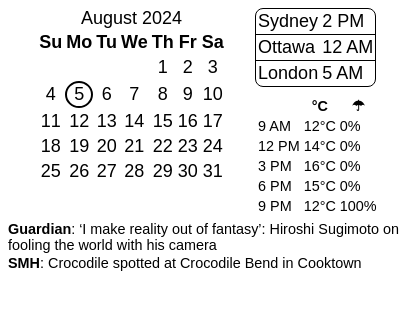 August 2024
Su Mo Tu We Th Fr Sa
1 2 3
4 5 6 7 8 9 10
11 12 13 14 15 16 17
18 19 20 21 22 23 24
25 26 27 28 29 30 31
Sydney 2 PM
Ottawa 12 AM
London 5 AM
°C ☂
9 AM 12°C 0%
12 PM 14°C 0%
3 PM 16°C 0%
6 PM 15°C 0%
9 PM 12°C 100%
Guardian: ‘I make reality out of fantasy’: Hiroshi Sugimoto on
fooling the world with his camera
SMH: Crocodile spotted at Crocodile Bend in Cooktown